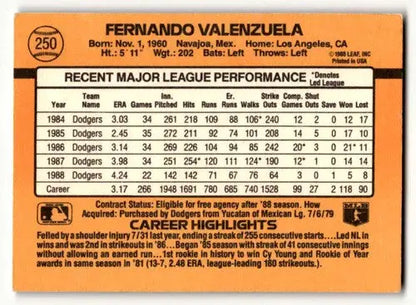 250
FERNANDO VALENZUELA
Born: Nov. 1, 1960 Navajoa, Mex. Home: Los Angeles, CA
Ht.: 5'11" Wgt.: 202 Bats: Left Throws: Left
©1988 LEAF, INC
Printed in USA
RECENT MAJOR LEAGUE PERFORMANCE *Denotes Led League
Year Team Name ERA Games Inn. Pitched Hits Runs Er. Runs Walks Strike Outs Comp. Games Shut Outs Save Won Lost
1984 Dodgers 3.03 34 261 218 109 88 106* 240 12 2 0 12 17
1985 Dodgers 2.45 35 272 211 92 74 101 208 14 5 0 17 10
1986 Dodgers 3.14 34 269 226 104 94 85 242 20* 3 0 21* 11
1987 Dodgers 3.98 34 251 254* 120 111 124* 190 12* 1 0 14 14
1988 Dodgers 4.24 23 142 142 71 67 76 64 3 0 1 5 8
Career 3.17 266 1948 1691 780 685 740 1528 99 27 2 118 90
Contract Status: Eligible for free agency after '88 season. How
Acquired: Purchased by Dodgers from Yucatan of Mexican Lg. 7/6/79
CAREER HIGHLIGHTS
Felled by a shoulder injury 7/31 last year, ending a streak of 255 consecutive starts....Led NL in
wins and was 2nd in strikeouts in '86...Began '85 season with streak of 41 consecutive innings
without allowing an earned run...1st rookie in history to win Cy Young and Rookie of Year
awards in same season in '81 (13-7, 2.48 ERA, league-leading 180 strikeouts).